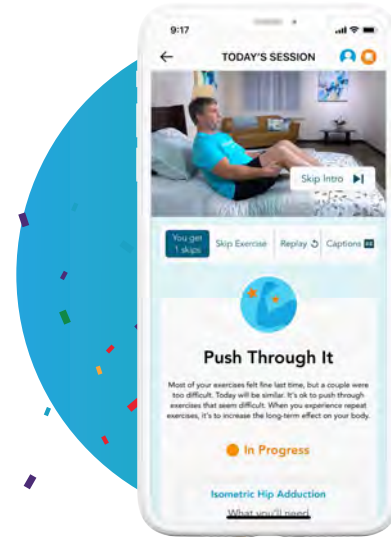 9:17
TODAY'S SESSION
Skip Intro
You get
1 skips
Skip Exercise
Replay
Captions
CC
Push Through It
Most of your exercises felt fine last time, but a couple were
too difficult. Today will be similar. It's ok to push through
exercises that seem difficult. When you experience repeat
exercises, it's to increase the long-term effect on your body.
In Progress
Isometric Hip Adduction
What you'll need